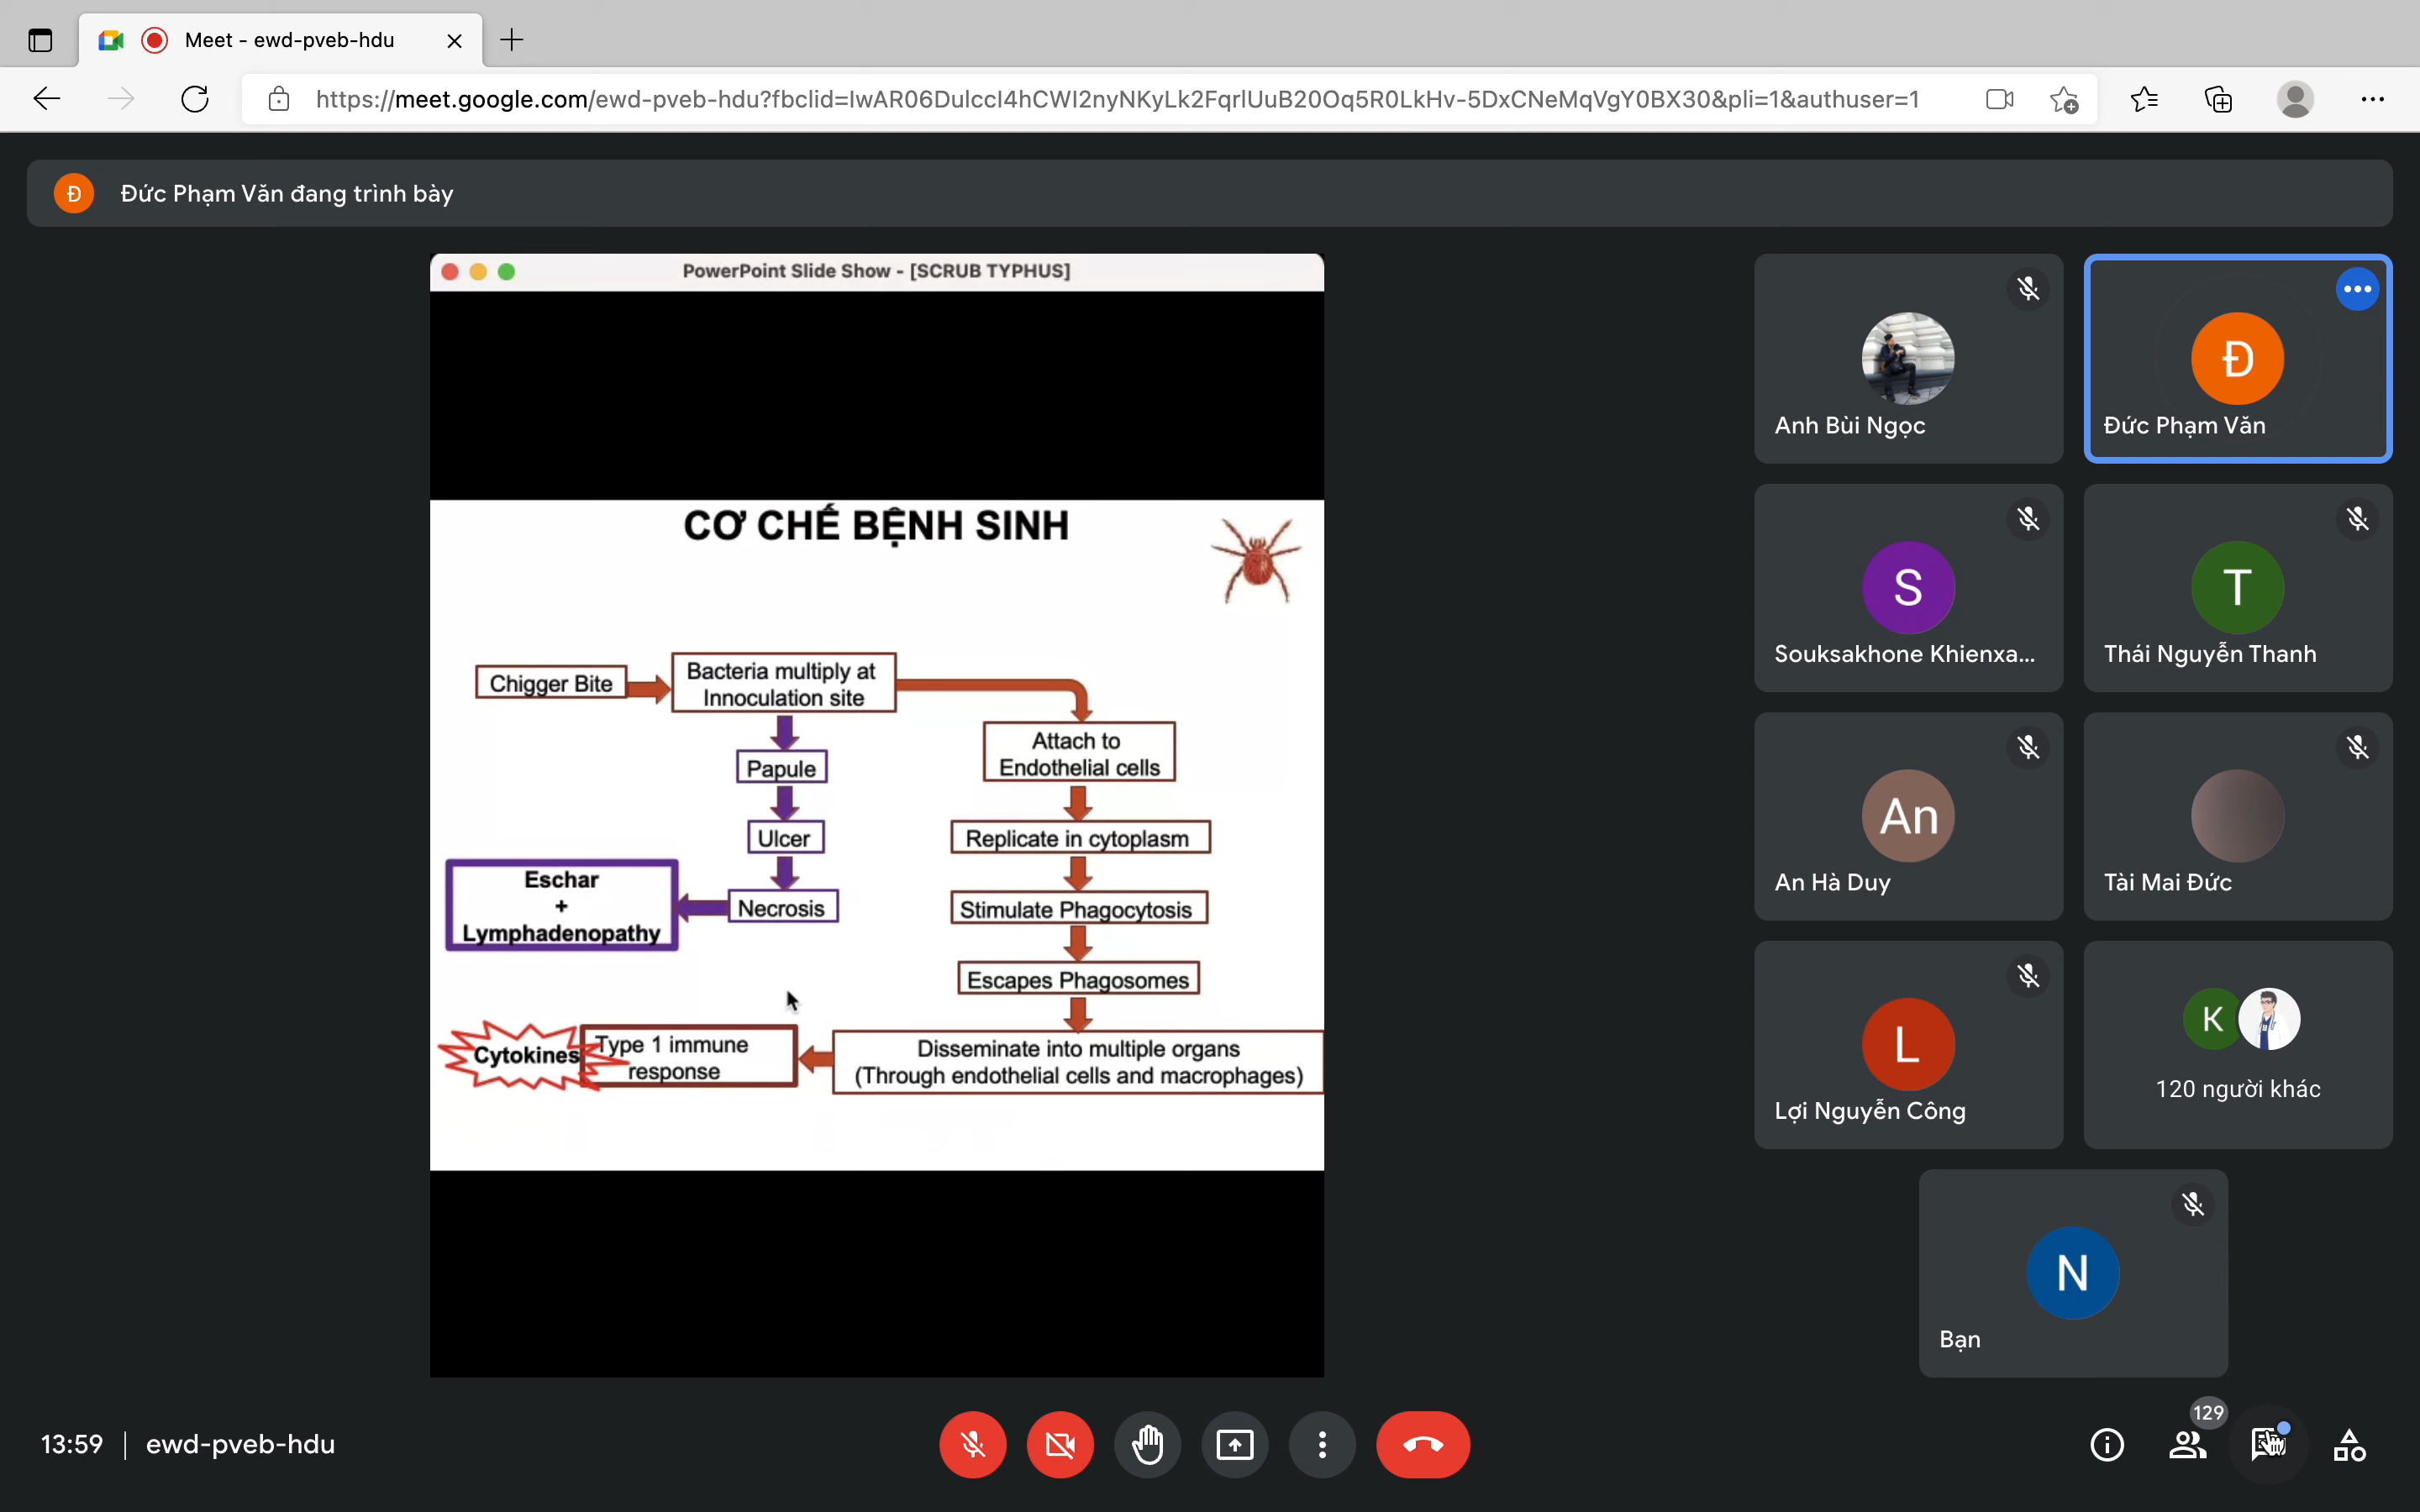 Meet - ewd-pveb-hdu
https://meet.google.com/ewd-pveb-hdu?fbclid=IwAR06DulccI4hCWI2nyNKyLk2FqrlUuB20Oq5R0LkHv-5DxCNeMqVgY0BX30&pli=1&authuser=1
Đ
Đức Phạm Văn đang trình bày
PowerPoint Slide Show - [SCRUB TYPHUS]
CƠ CHẾ BỆNH SINH
Chigger Bite
Bacteria multiply at
Innoculation site
Papule
Ulcer
Necrosis
Eschar
+
Lymphadenopathy
Attach to
Endothelial cells
Replicate in cytoplasm
Stimulate Phagocytosis
Escapes Phagosomes
Disseminate into multiple organs
(Through endothelial cells and macrophages)
Type 1 immune
response
Cytokines
Anh Bùi Ngọc
Đ
Đức Phạm Văn
S
Souksakhone Khienxa...
T
Thái Nguyễn Thanh
An
An Hà Duy
Tài Mai Đức
L
Lợi Nguyễn Công
K
120 người khác
N
Bạn
13:59 | ewd-pveb-hdu
129